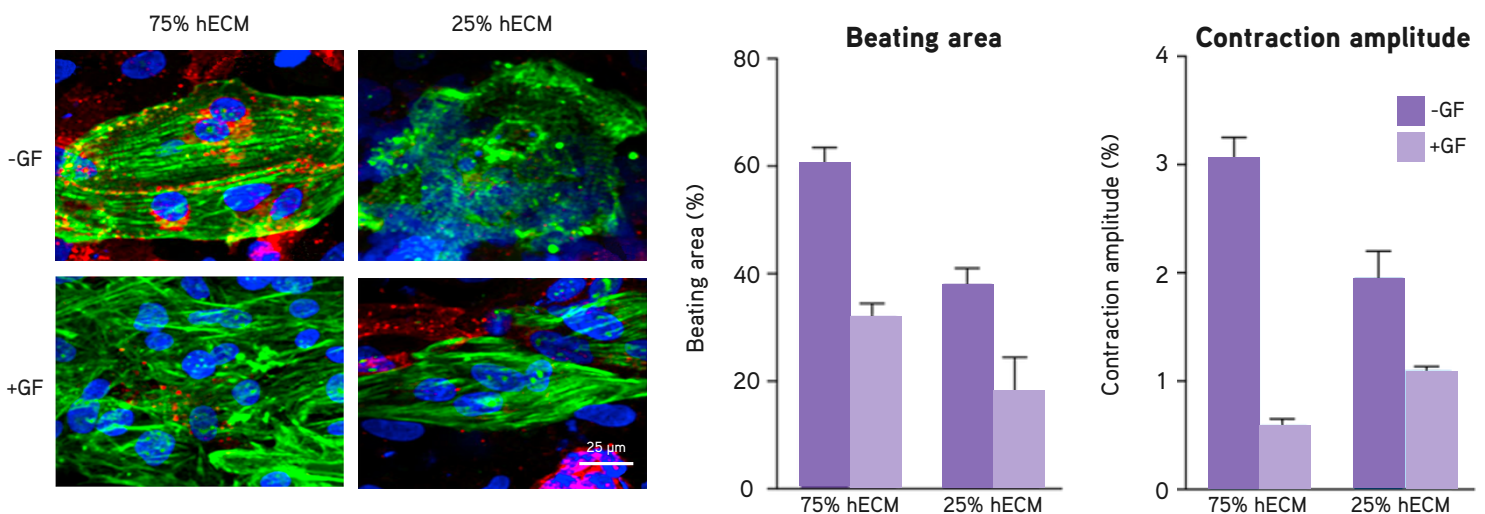 75% hECM
25% hECM
-GF
+GF
25 µm
Beating area
Beating area (%)
80
60
40
20
0
75% hECM
25% hECM
Contraction amplitude
Contraction amplitude (%)
4
3
2
1
0
-GF
+GF
75% hECM
25% hECM